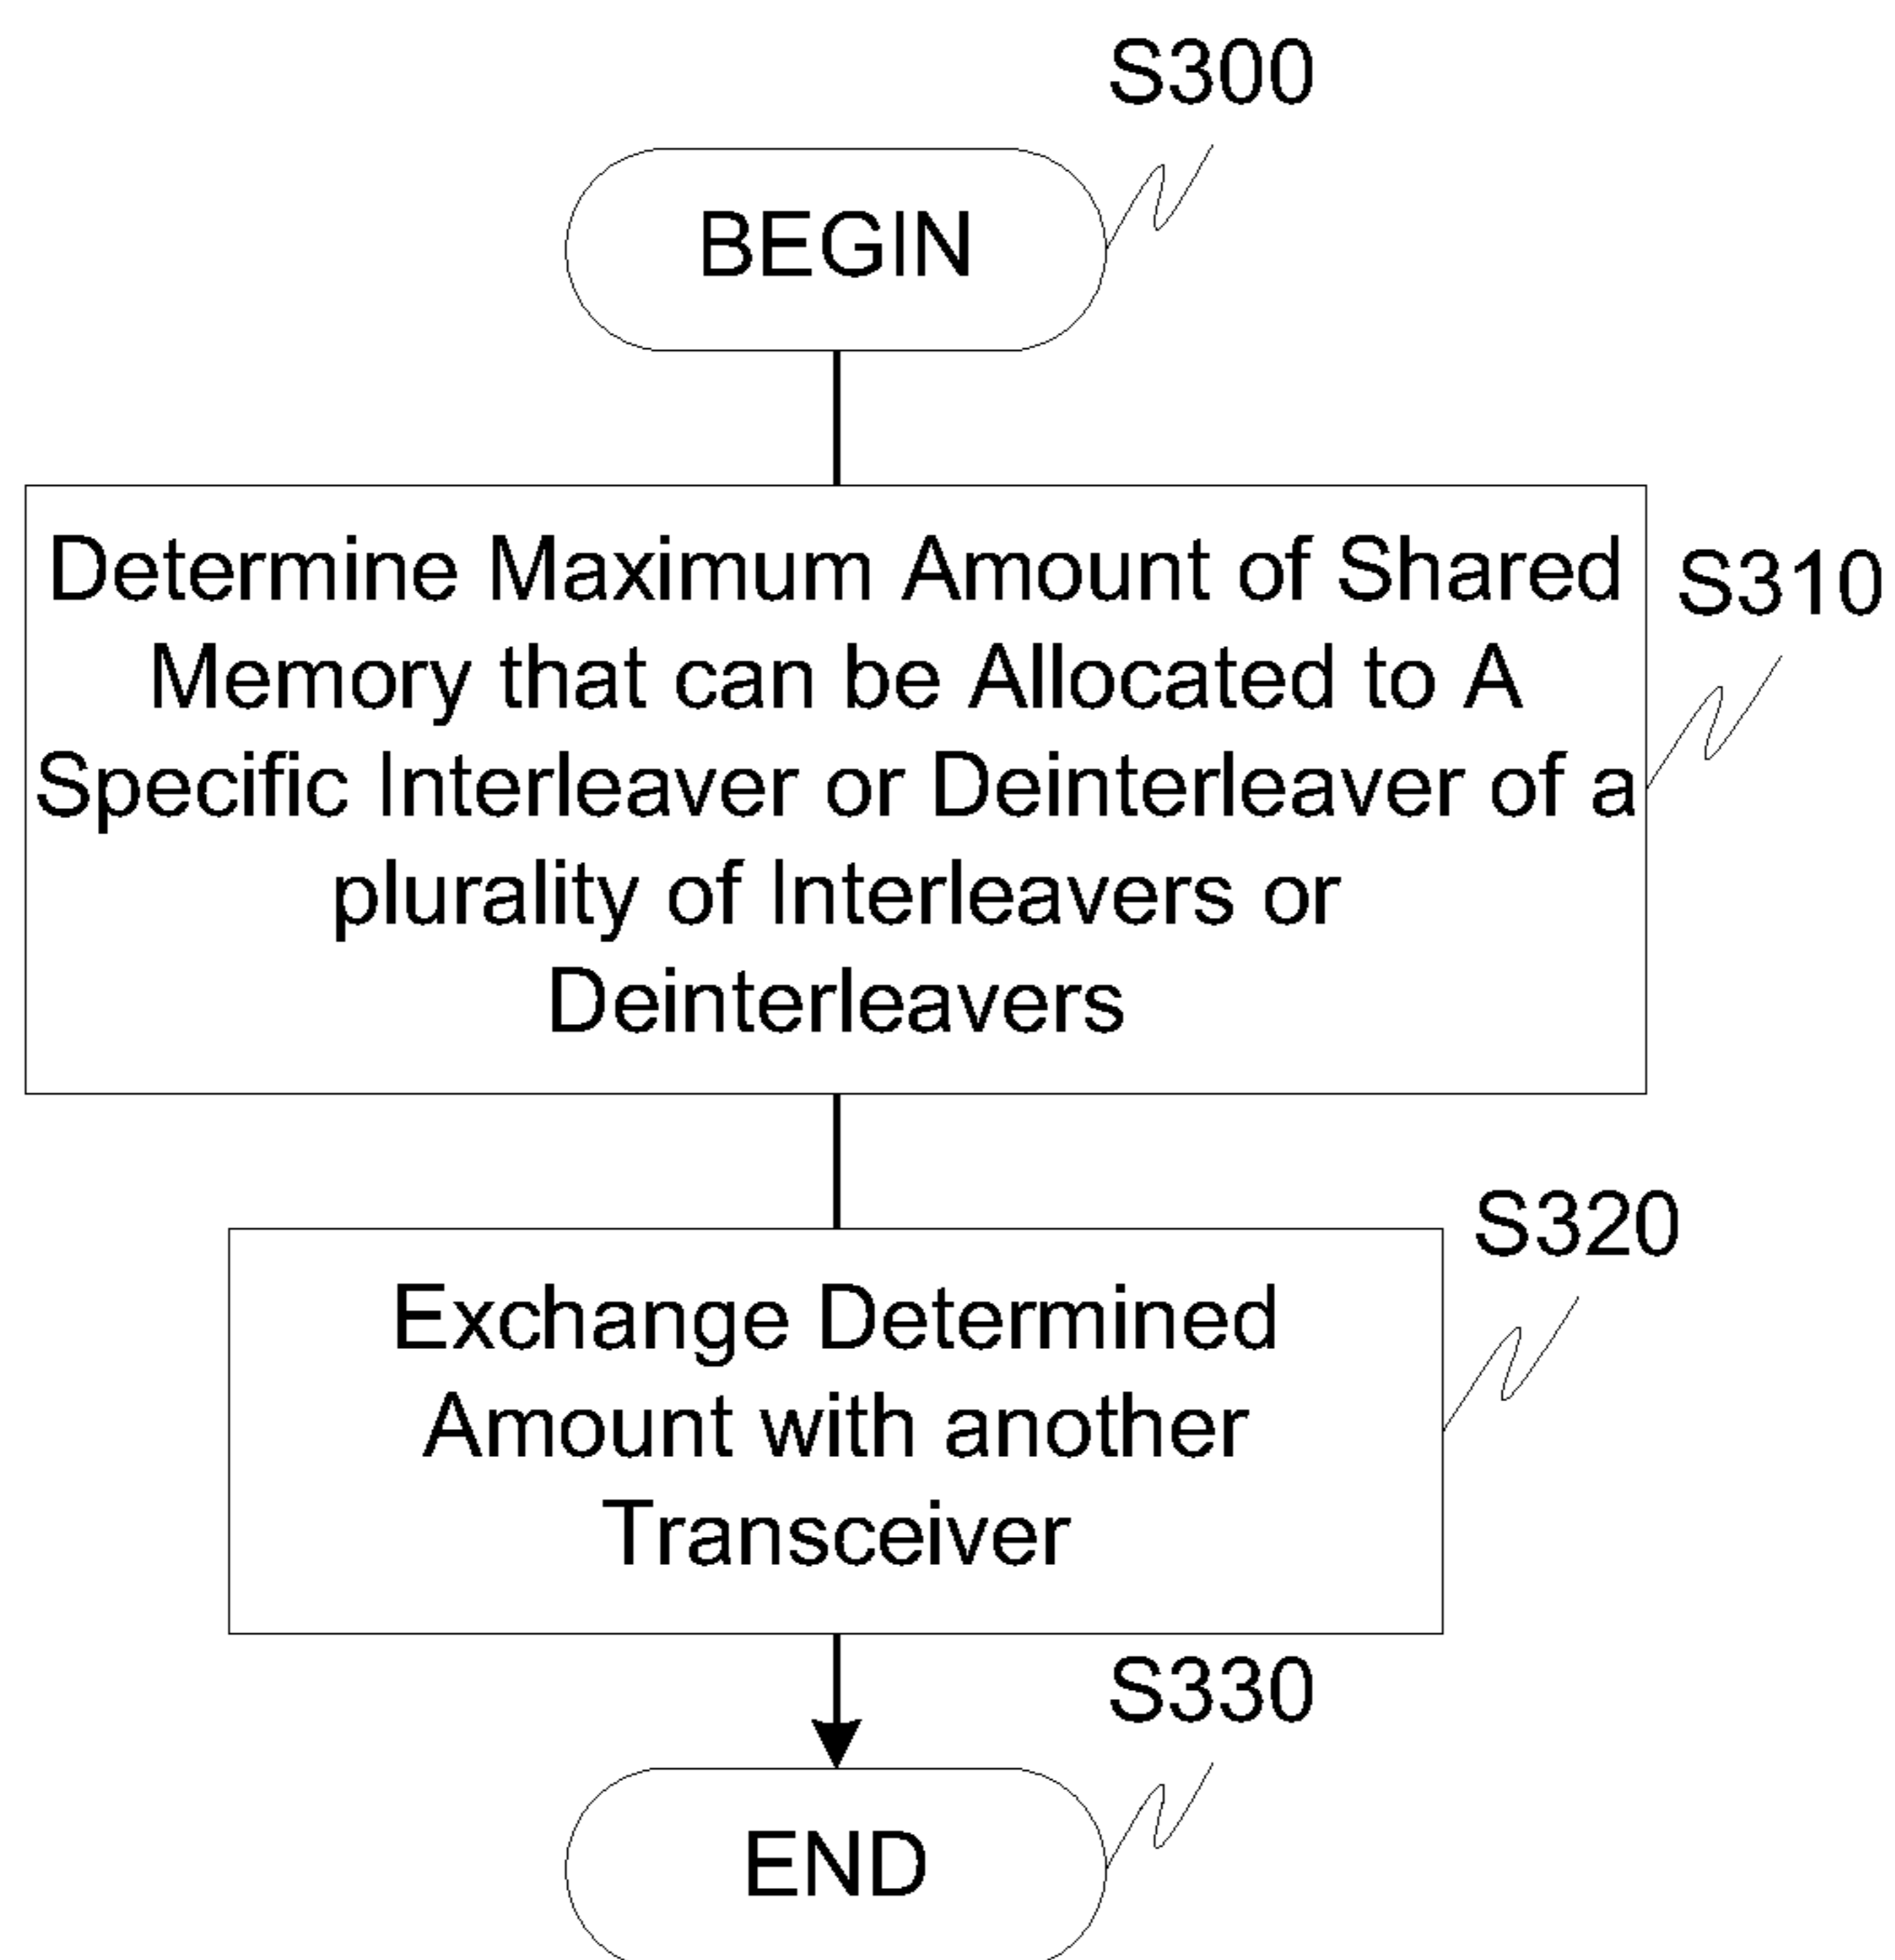 S300
BEGIN
Determine Maximum Amount of Shared
S310
Memory that can be Allocated to A
Specific Interleaver or Deinterleaver of a
plurality of Interleavers or
Deinterleavers
S320
Exchange Determined
Amount with another
Transceiver
S330
END